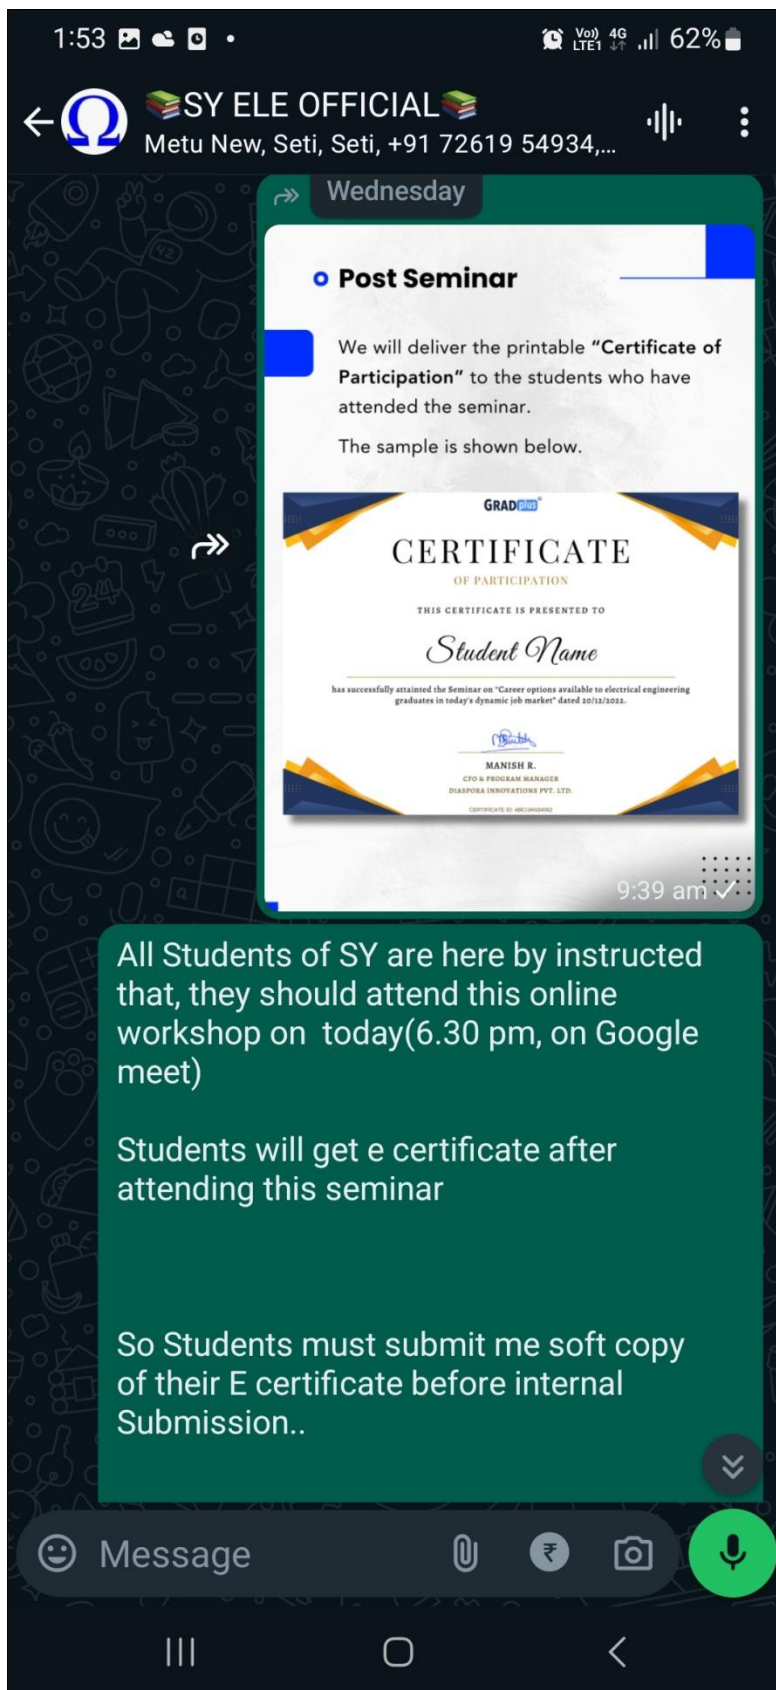 1:53
Vo)) 4G
LTE1
62%
📚SY ELE OFFICIAL📚
Metu New, Seti, Seti, +91 72619 54934,...
Wednesday
Post Seminar
We will deliver the printable "Certificate of
Participation" to the students who have
attended the seminar.
The sample is shown below.
GRADplus
CERTIFICATE
OF PARTICIPATION
THIS CERTIFICATE IS PRESENTED TO
Student Name
has successfully attainted the Seminar on "Career options available to electrical engineering
graduates in today's dynamic job market" dated 20/12/2022.
MANISH R.
CFO & PROGRAM MANAGER
DIASPORA INNOVATIONS PVT. LTD.
CERTIFICATE ID
9:39 am
All Students of SY are here by instructed
that, they should attend this online
workshop on  today(6.30 pm, on Google
meet)
Students will get e certificate after
attending this seminar
So Students must submit me soft copy
of their E certificate before internal
Submission..
Message